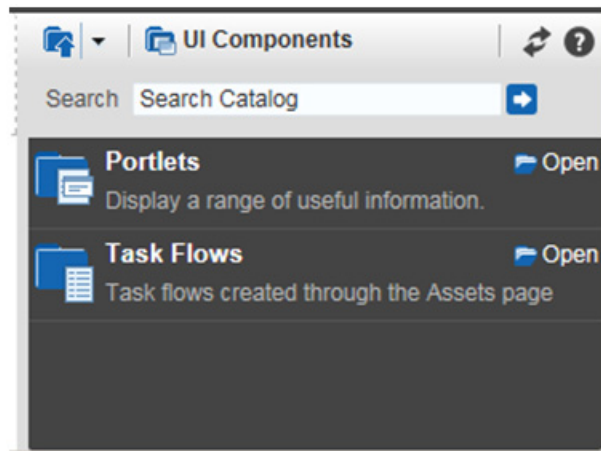 UI Components
Search Search Catalog
Portlets Open
Display a range of useful information.
Task Flows Open
Task flows created through the Assets page